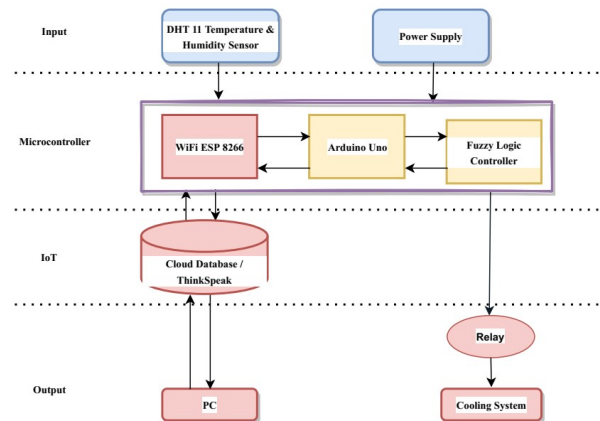 Input
DHT 11 Temperature &
Humidity Sensor
Power Supply
Microcontroller
WiFi ESP 8266
Arduino Uno
Fuzzy Logic
Controller
IoT
Cloud Database /
ThinkSpeak
Relay
Output
PC
Cooling System